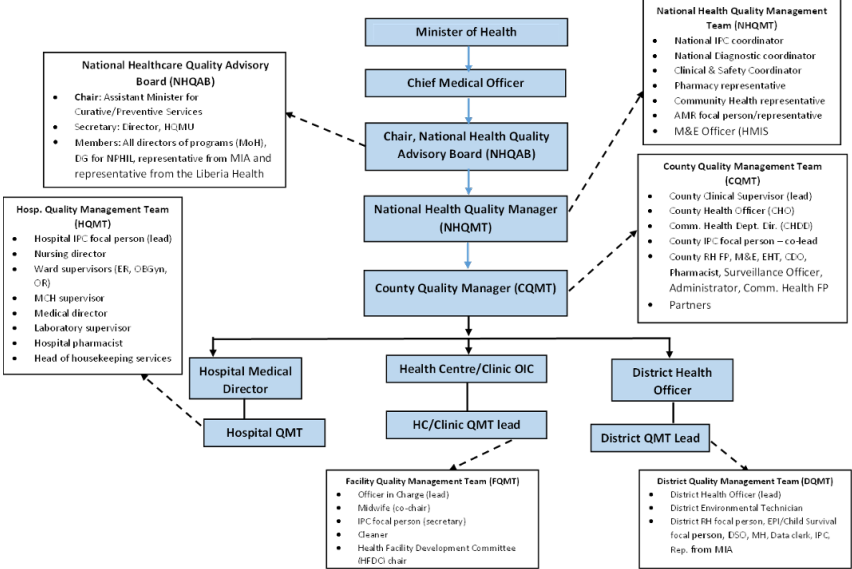 Minister of Health
Chief Medical Officer
Chair, National Health Quality
Advisory Board (NHQAB)
National Health Quality Manager
(NHQMT)
County Quality Manager (CQMT)
Hospital Medical
Director
Hospital QMT
Health Centre/Clinic OIC
HC/Clinic QMT lead
District Health
Officer
District QMT Lead
National Healthcare Quality Advisory
Board (NHQAB)
• Chair: Assistant Minister for
Curative/Preventive Services
• Secretary: Director, HQMU
• Members: All directors of programs (MoH),
DG for NPHIL, representative from MIA and
representative from the Liberia Health
National Health Quality Management
Team (NHQMT)
• National IPC coordinator
• National Diagnostic coordinator
• Clinical & Safety Coordinator
• Pharmacy representative
• Community Health representative
• AMR focal person/representative
• M&E Officer (HMIS
County Quality Management Team
(CQMT)
• County Clinical Supervisor (lead)
• County Health Officer (CHO)
• Comm. Health Dept. Dir. (CHDD)
• County IPC focal person – co-lead
• County RH FP, M&E, EHT, CDO,
Pharmacist, Surveillance Officer,
Administrator, Comm. Health FP
• Partners
Hosp. Quality Management Team
(HQMT)
• Hospital IPC focal person (lead)
• Nursing director
• Ward supervisors (ER, OBGyn,
OR)
• MCH supervisor
• Medical director
• Laboratory supervisor
• Hospital pharmacist
• Head of housekeeping services
Facility Quality Management Team (FQMT)
• Officer in Charge (lead)
• Midwife (co-chair)
• IPC focal person (secretary)
• Cleaner
• Health Facility Development Committee
(HFDC) chair
District Quality Management Team (DQMT)
• District Health Officer (lead)
• District Environmental Technician
• District RH focal person, EPI/Child Survival
focal person, DSO, MH, Data clerk, IPC,
Rep. from MIA